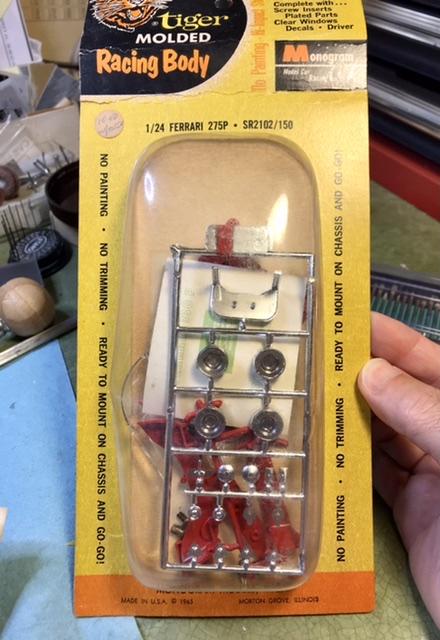 tiger
MOLDED
Racing Body
Complete with...
Screw Inserts
Plated Parts
Clear Windows
Decals • Driver
Monogram
Model Car
1/24 FERRARI 275P • SR2102/150
NO PAINTING • NO TRIMMING • READY TO MOUNT ON CHASSIS AND GO-GO!
NO PAINTING • NO TRIMMING • READY TO MOUNT ON CHASSIS AND GO-GO!
MADE IN U.S.A. © 1965
MORTON GROVE, ILLINOIS